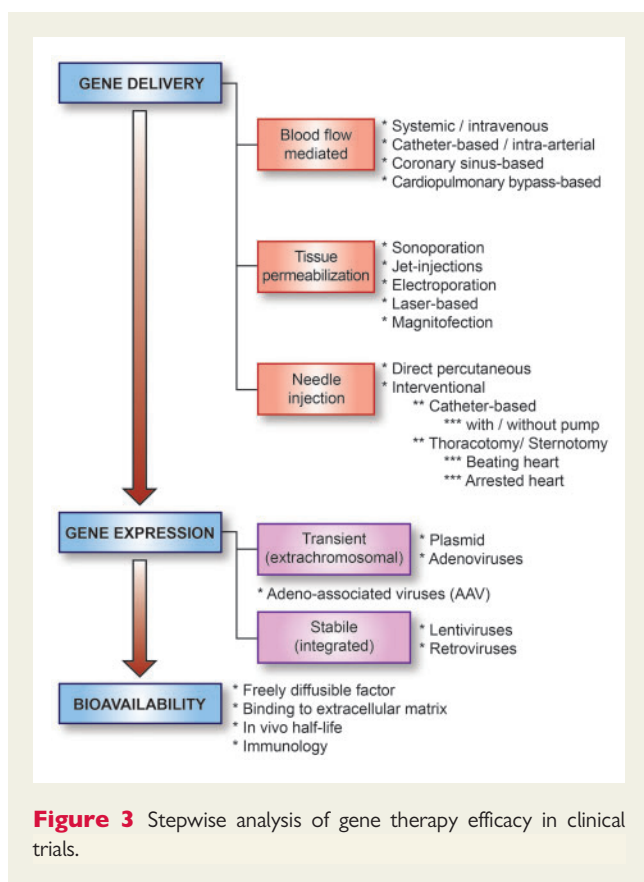 GENE DELIVERY
Blood flow
mediated
* Systemic / intravenous
* Catheter-based / intra-arterial
* Coronary sinus-based
* Cardiopulmonary bypass-based
Tissue
permeabilization
* Sonoporation
* Jet-injections
* Electroporation
* Laser-based
* Magnitofection
Needle
injection
* Direct percutaneous
* Interventional
** Catheter-based
*** with / without pump
** Thoracotomy/ Sternotomy
*** Beating heart
*** Arrested heart
GENE EXPRESSION
Transient
(extrachromosomal)
* Plasmid
* Adenoviruses
* Adeno-associated viruses (AAV)
Stabile
(integrated)
* Lentiviruses
* Retroviruses
BIOAVAILABILITY
* Freely diffusible factor
* Binding to extracellular matrix
* In vivo half-life
* Immunology
Figure 3 Stepwise analysis of gene therapy efficacy in clinical
trials.